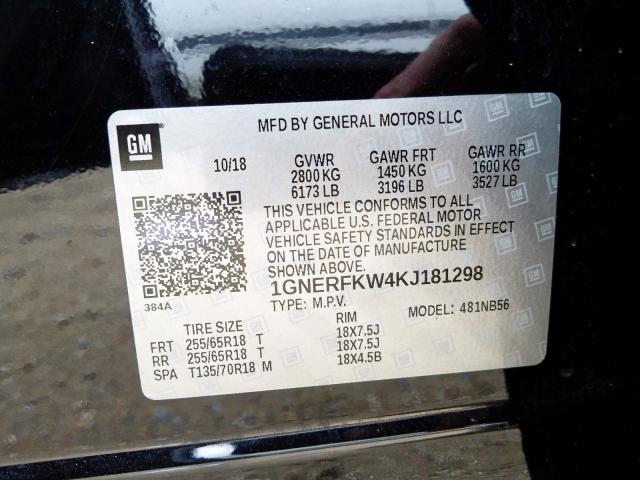 MFD BY GENERAL MOTORS LLC
GM
10/18 GVWR GAWR FRT GAWR RR
2800 KG 1450 KG 1600 KG
6173 LB 3196 LB 3527 LB
THIS VEHICLE CONFORMS TO ALL
APPLICABLE U.S. FEDERAL MOTOR
VEHICLE SAFETY STANDARDS IN EFFECT
ON THE DATE OF MANUFACTURE
SHOWN ABOVE.
1GNERFKW4KJ181298
384A
TYPE: M.P.V. MODEL: 481NB56
TIRE SIZE RIM
FRT 255/65R18 T 18X7.5J
RR 255/65R18 T 18X7.5J
SPA T135/70R18 M 18X4.5B